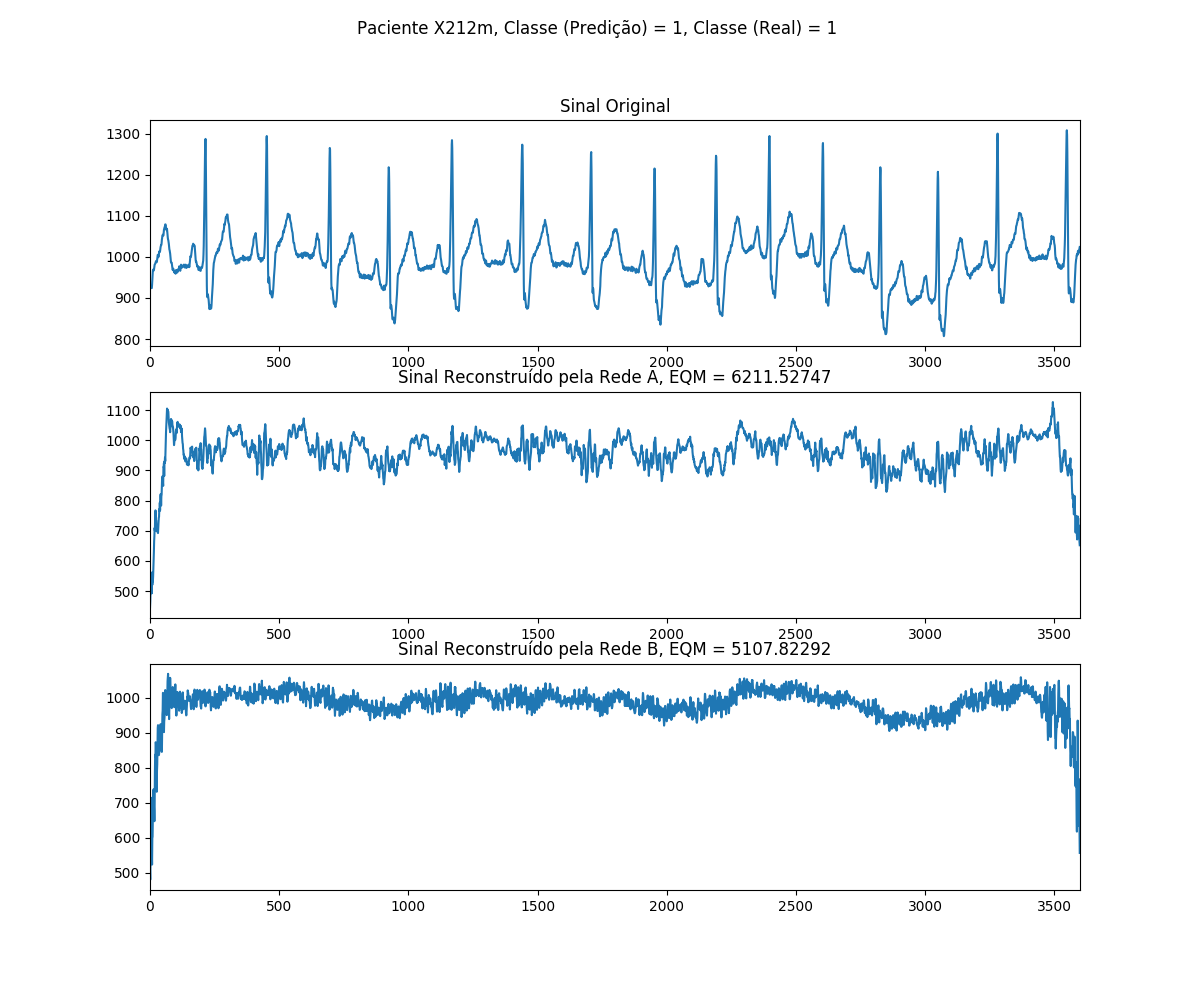 Paciente X212m, Classe (Predição) = 1, Classe (Real) = 1
Sinal Original
1300
1200
1100
1000
900
800
0 500 1000 1500 2000 2500 3000 3500
Sinal Reconstruído pela Rede A, EQM = 6211.52747
1100
1000
900
800
700
600
500
0 500 1000 1500 2000 2500 3000 3500
Sinal Reconstruído pela Rede B, EQM = 5107.82292
1000
900
800
700
600
500
0 500 1000 1500 2000 2500 3000 3500